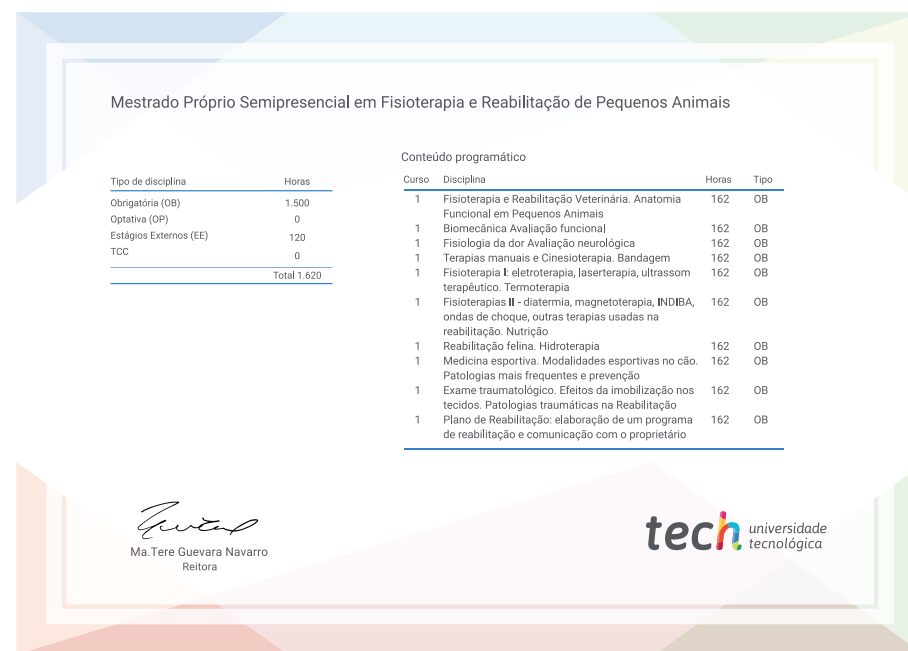 Mestrado Próprio Semipresencial em Fisioterapia e Reabilitação de Pequenos Animais
Tipo de disciplina Horas
Obrigatória (OB) 1.500
Optativa (OP) 0
Estágios Externos (EE) 120
TCC 0
Total 1.620
Conteúdo programático
Curso Disciplina Horas Tipo
1 Fisioterapia e Reabilitação Veterinária. Anatomia 162 OB
Funcional em Pequenos Animais
1 Biomecânica Avaliação funcional 162 OB
1 Fisiologia da dor Avaliação neurológica 162 OB
1 Terapias manuais e Cinesioterapia. Bandagem 162 OB
1 Fisioterapia I: eletroterapia, laserterapia, ultrassom 162 OB
terapêutico. Termoterapia
1 Fisioterapias II - diatermia, magnetoterapia, INDIBA, 162 OB
ondas de choque, outras terapias usadas na
reabilitação. Nutrição
1 Reabilitação felina. Hidroterapia 162 OB
1 Medicina esportiva. Modalidades esportivas no cão. 162 OB
Patologias mais frequentes e prevenção
1 Exame traumatológico. Efeitos da imobilização nos 162 OB
tecidos. Patologias traumáticas na Reabilitação
1 Plano de Reabilitação: elaboração de um programa 162 OB
de reabilitação e comunicação com o proprietário
Ma.Tere Guevara Navarro
Reitora
tech universidade
tecnológica